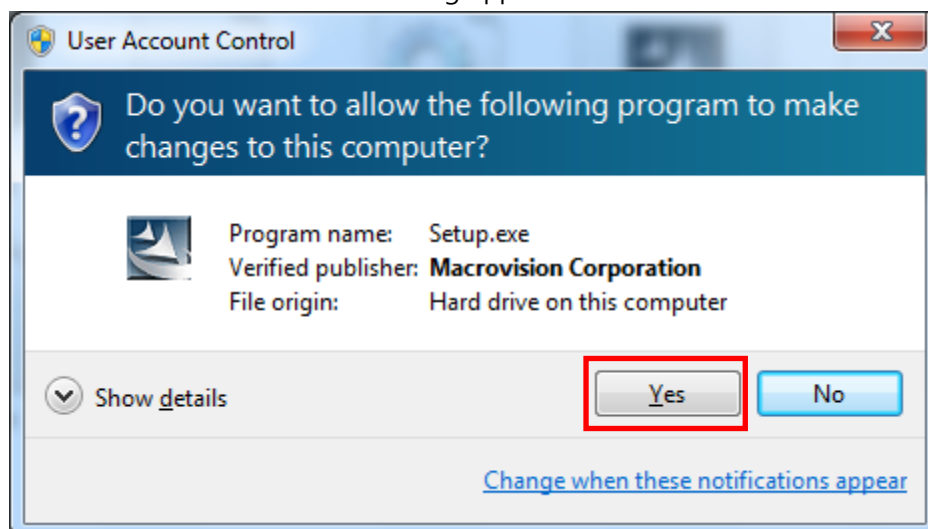 User Account Control
Do you want to allow the following program to make
changes to this computer?
Program name: Setup.exe
Verified publisher: Macrovision Corporation
File origin: Hard drive on this computer
Show details
Yes
No
Change when these notifications appear